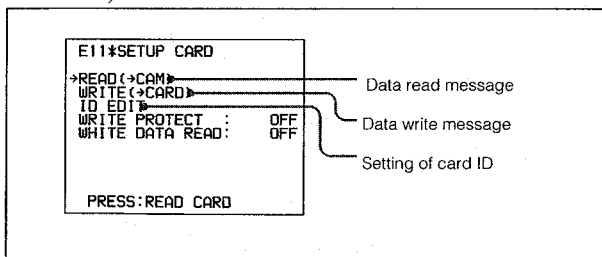 E11*SETUP CARD
→READ(→CAM)
WRITE(→CARD)
ID EDIT
WRITE PROTECT : OFF
WHITE DATA READ: OFF
PRESS:READ CARD
Data read message
Data write message
Setting of card ID